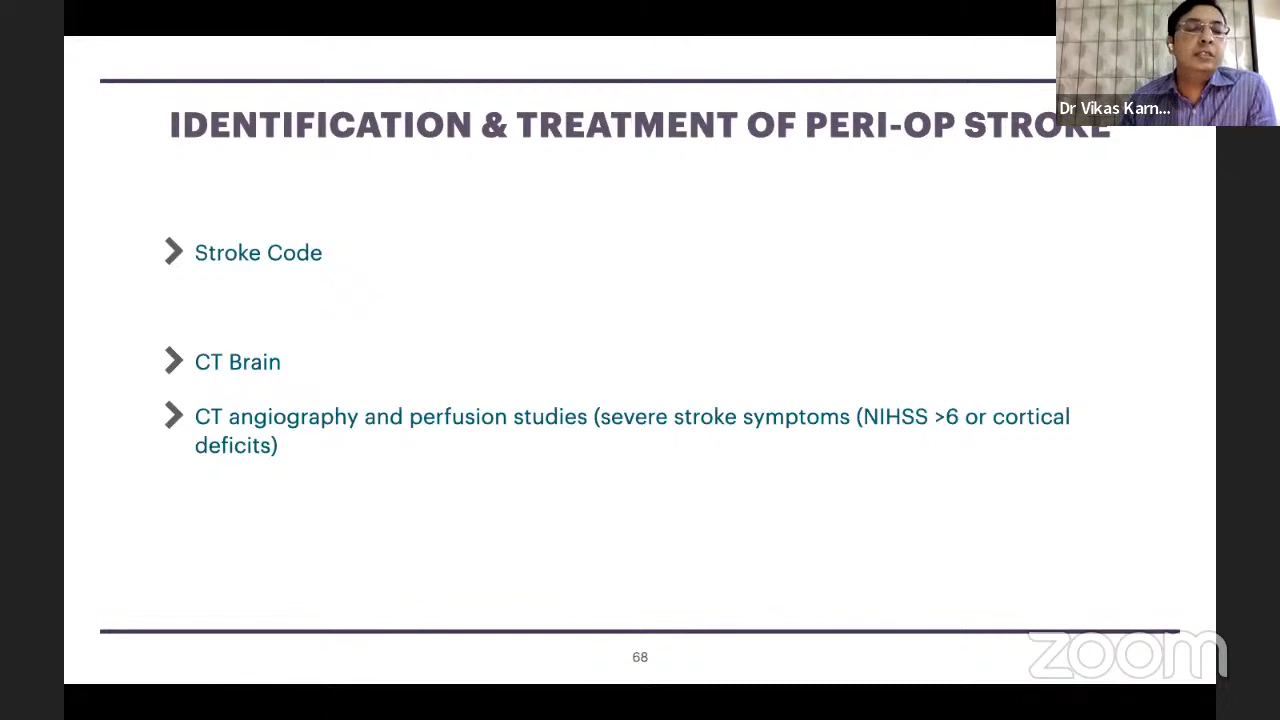 IDENTIFICATION & TREATMENT OF PERI-OP STROKE
Dr Vikas Karn...
Stroke Code
CT Brain
CT angiography and perfusion studies (severe stroke symptoms (NIHSS >6 or cortical
deficits)
68
zoom